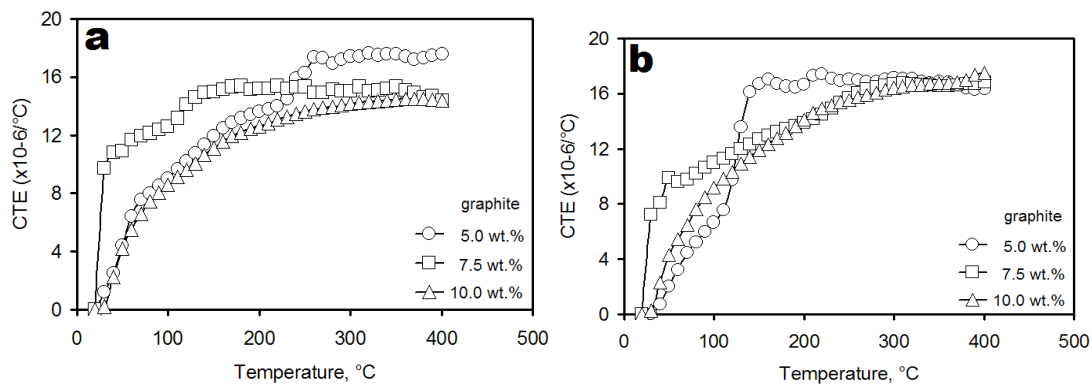 a
CTE (x10-6/°C)
20
16
12
8
4
0
0 100 200 300 400 500
Temperature, °C
graphite
5.0 wt.%
7.5 wt.%
10.0 wt.%
b
CTE (x10-6/°C)
20
16
12
8
4
0
0 100 200 300 400 500
Temperature, °C
graphite
5.0 wt.%
7.5 wt.%
10.0 wt.%